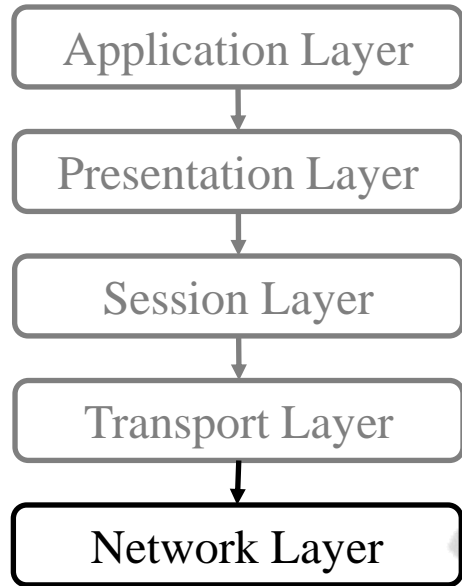 Application Layer
Presentation Layer
Session Layer
Transport Layer
Network Layer